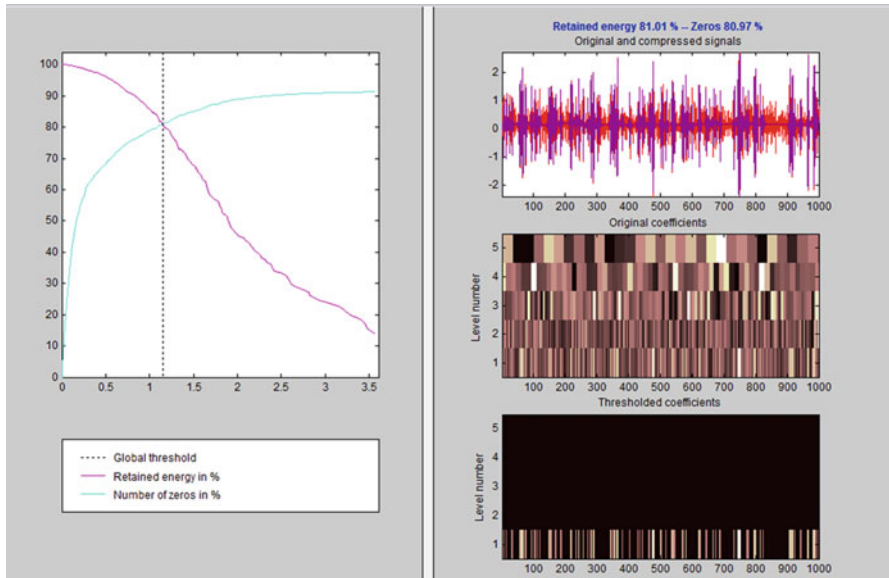 100
90
80
70
60
50
40
30
20
10
0
0 0.5 1 1.5 2 2.5 3 3.5
Global threshold
Retained energy in %
Number of zeros in %
Retained energy 81.01 % -- Zeros 80.97 %
Original and compressed signals
2
1
0
-1
-2
100 200 300 400 500 600 700 800 900 1000
Original coefficients
Level number
5
4
3
2
1
100 200 300 400 500 600 700 800 900 1000
Thresholded coefficients
Level number
5
4
3
2
1
100 200 300 400 500 600 700 800 900 1000